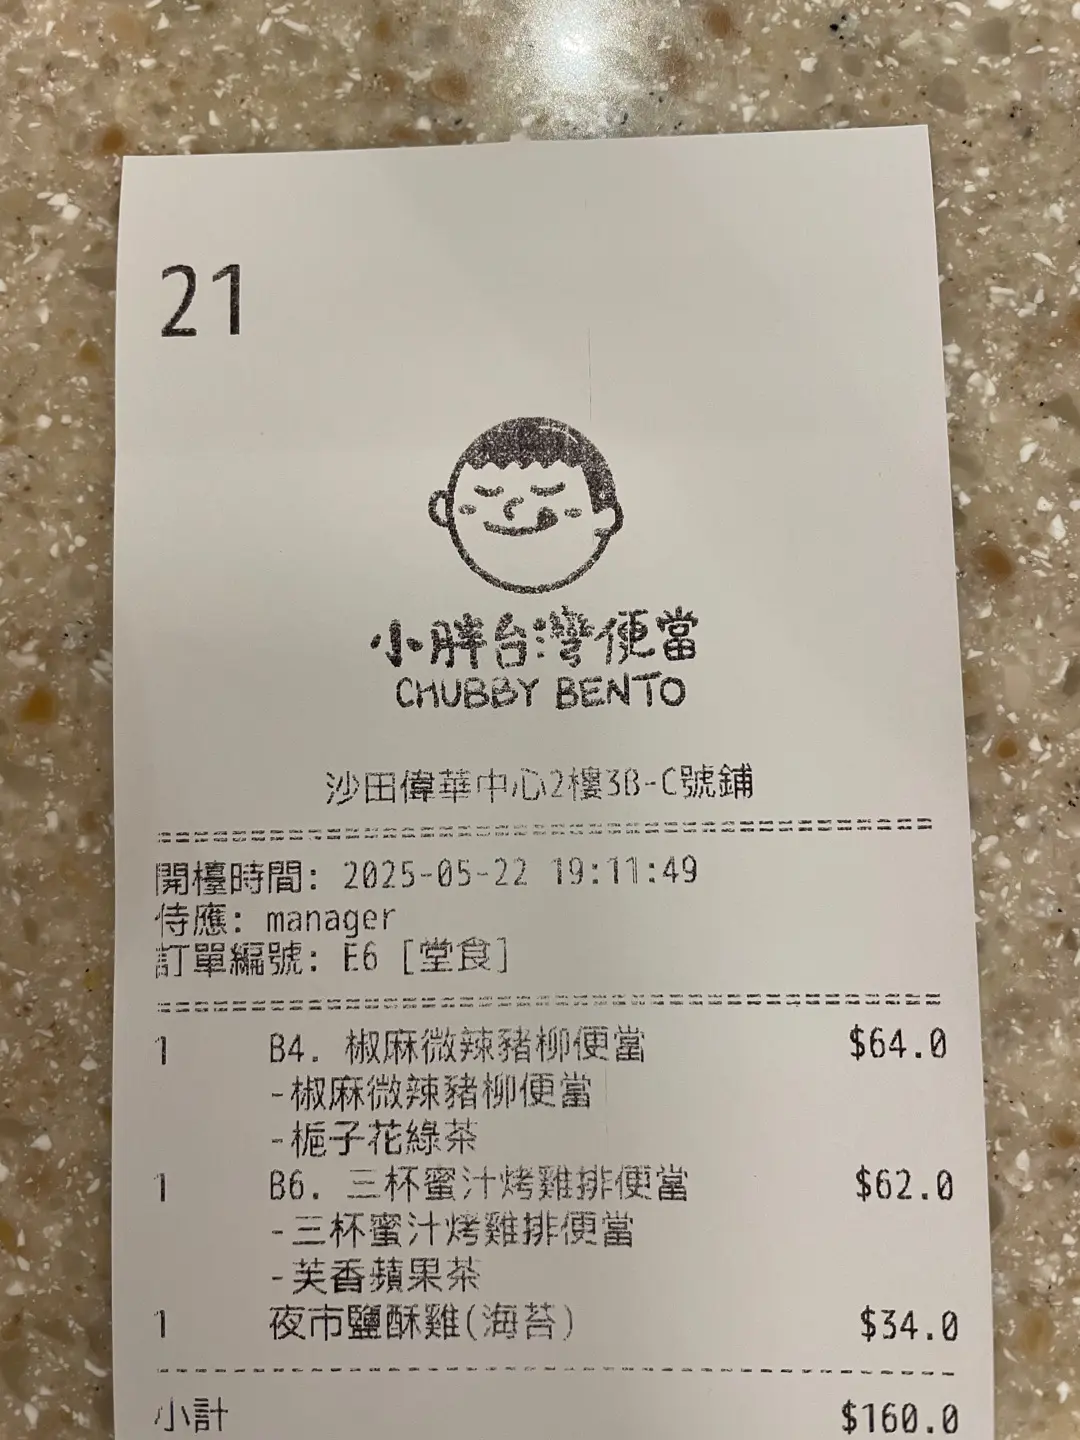 21
小胖台灣便當
CHUBBY BENTO
沙田偉華中心2樓3B-C號鋪
開檯時間: 2025-05-22 19:11:49
侍應: manager
訂單編號: E6 [堂食]
1 B4. 椒麻微辣豬柳便當 $64.0
-椒麻微辣豬柳便當
-梔子花綠茶
1 B6. 三杯蜜汁烤雞排便當 $62.0
-三杯蜜汁烤雞排便當
-芙香蘋果茶
1 夜市鹽酥雞(海苔) $34.0
小計 $160.0